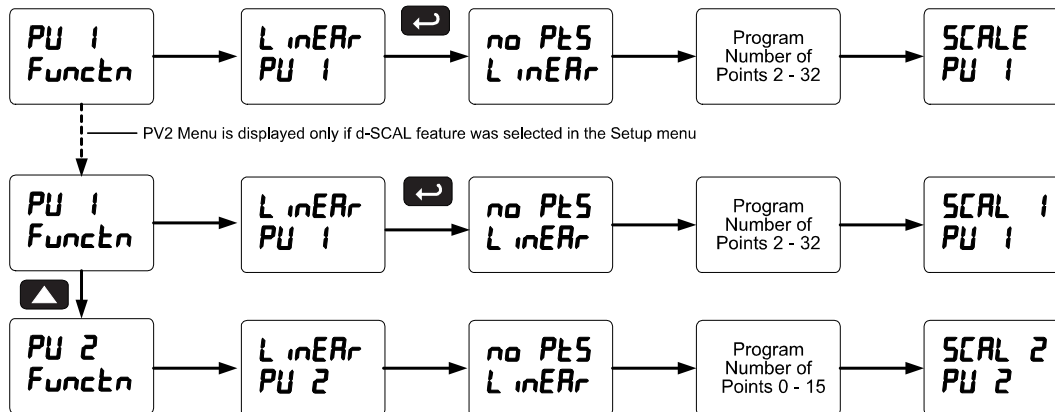 PV 1
Functn
LinEAr
PV 1
no PtS
LinEAr
Program
Number of
Points 2 - 32
SCALE
PV 1
PV2 Menu is displayed only if d-SCAL feature was selected in the Setup menu
PV 1
Functn
LinEAr
PV 1
no PtS
LinEAr
Program
Number of
Points 2 - 32
SCAL 1
PV 1
PV 2
Functn
LinEAr
PV 2
no PtS
LinEAr
Program
Number of
Points 0 - 15
SCAL 2
PV 2